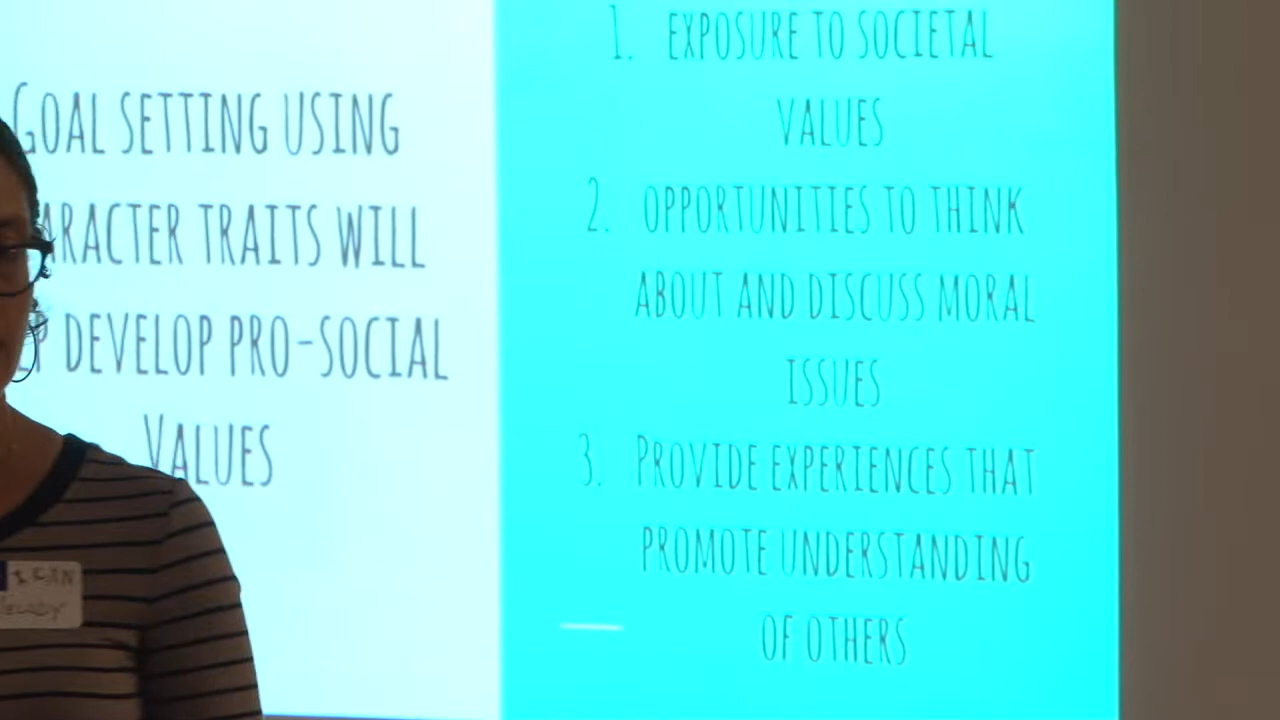 GOAL SETTING USING
ARACTER TRAITS WILL
DEVELOP PRO-SOCIAL
VALUES
1. EXPOSURE TO SOCIETAL
VALUES
2. OPPORTUNITIES TO THINK
ABOUT AND DISCUSS MORAL
ISSUES
3. PROVIDE EXPERIENCES THAT
PROMOTE UNDERSTANDING
OF OTHERS